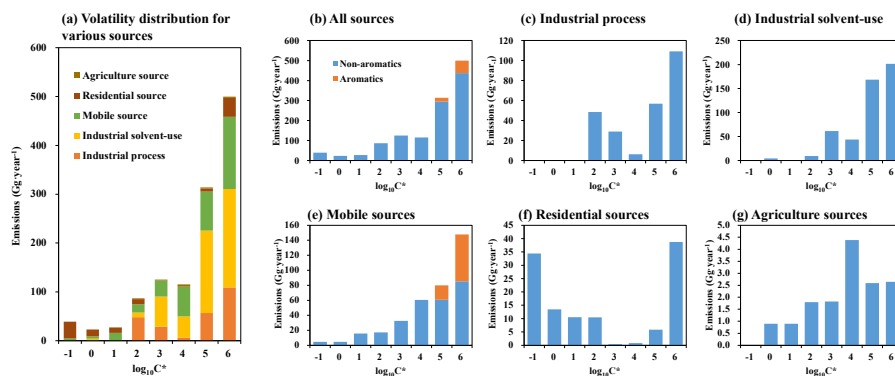 (a) Volatility distribution for
various sources
600
500
400
300
200
100
0
Emissions (Gg·year⁻¹)
Agriculture source
Residential source
Mobile source
Industrial solvent-use
Industrial process
-1 0 1 2 3 4 5 6
log₁₀C*
(b) All sources
600
500
400
300
200
100
0
Emissions (Gg·year⁻¹)
Non-aromatics
Aromatics
-1 0 1 2 3 4 5 6
log₁₀C*
(c) Industrial process
120
100
80
60
40
20
0
Emissions (Gg·year⁻¹)
-1 0 1 2 3 4 5 6
log₁₀C*
(d) Industrial solvent-use
250
200
150
100
50
0
Emissions (Gg·year⁻¹)
-1 0 1 2 3 4 5 6
log₁₀C*
(e) Mobile sources
160
140
120
100
80
60
40
20
0
Emissions (Gg·year⁻¹)
-1 0 1 2 3 4 5 6
log₁₀C*
(f) Residential sources
45
40
35
30
25
20
15
10
5
0
Emissions (Gg·year⁻¹)
-1 0 1 2 3 4 5 6
log₁₀C*
(g) Agriculture sources
5.0
4.5
4.0
3.5
3.0
2.5
2.0
1.5
1.0
0.5
0.0
Emissions (Gg·year⁻¹)
-1 0 1 2 3 4 5 6
log₁₀C*